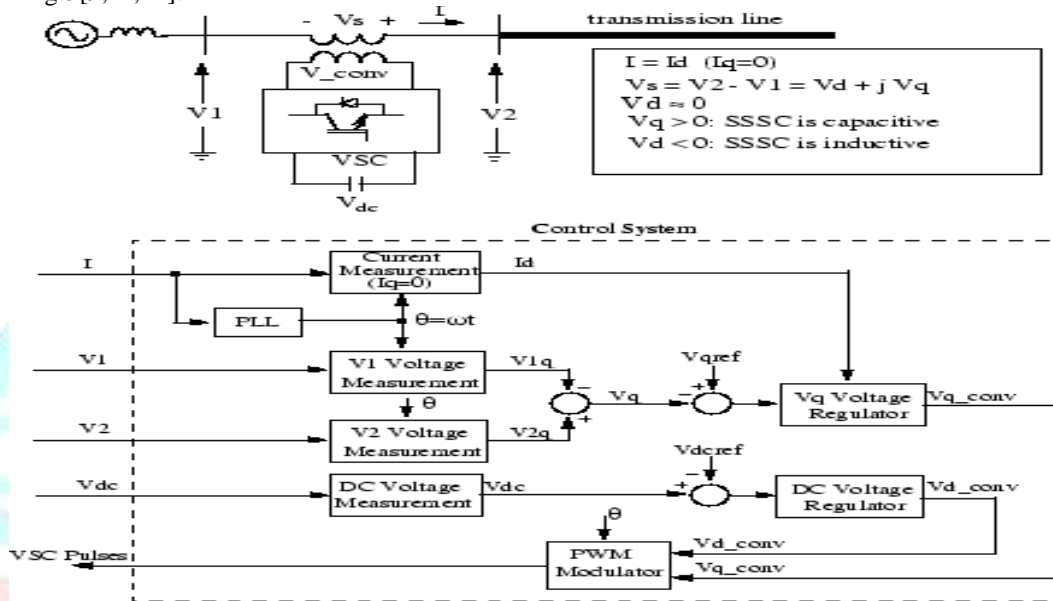 - Vs +
I
transmission line
V_conv
V1
V2
VSC
Vdc
I = Id (Iq=0)
Vs = V2 - V1 = Vd + j Vq
Vd ≈ 0
Vq > 0: SSSC is capacitive
Vd < 0: SSSC is inductive
Control System
I
Current
Measurement
(Iq=0)
Id
PLL
θ=ωt
V1
V1 Voltage
Measurement
V1q
-
+
Vq
Vqref
+
-
Vq Voltage
Regulator
Vq_conv
θ
V2
V2 Voltage
Measurement
V2q
Vdc
DC Voltage
Measurement
Vdc
Vdcref
-
+
DC Voltage
Regulator
Vd_conv
θ
VSC Pulses
PWM
Modulator
Vd_conv
Vq_conv